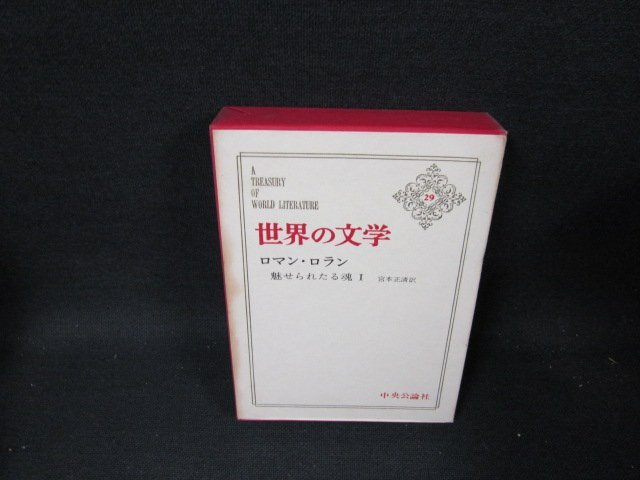 A
TREASURY
OF
WORLD LITERATURE
29
世界の文学
ロマン・ロラン
魅せられたる魂 I 宮本正清訳
中央公論社